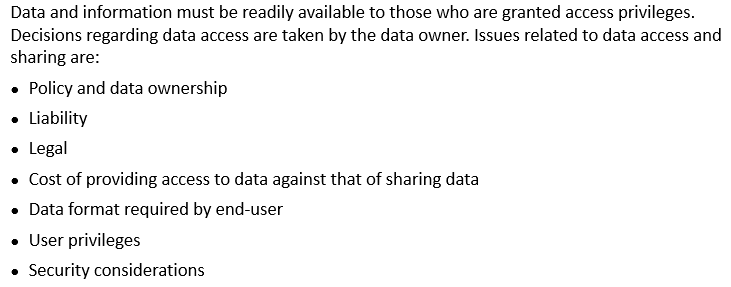 Data and information must be readily available to those who are granted access privileges.
Decisions regarding data access are taken by the data owner. Issues related to data access and
sharing are:
• Policy and data ownership
• Liability
• Legal
• Cost of providing access to data against that of sharing data
• Data format required by end-user
• User privileges
• Security considerations